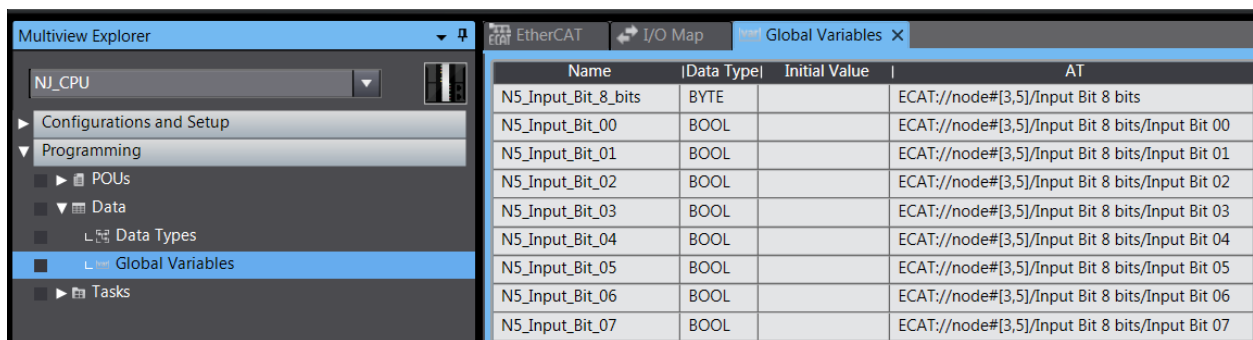 Multiview Explorer
NJ_CPU
Configurations and Setup
Programming
POUs
Data
Data Types
Global Variables
Tasks
EtherCAT I/O Map Global Variables
Name Data Type Initial Value AT
N5_Input_Bit_8_bits BYTE ECAT://node#[3,5]/Input Bit 8 bits
N5_Input_Bit_00 BOOL ECAT://node#[3,5]/Input Bit 8 bits/Input Bit 00
N5_Input_Bit_01 BOOL ECAT://node#[3,5]/Input Bit 8 bits/Input Bit 01
N5_Input_Bit_02 BOOL ECAT://node#[3,5]/Input Bit 8 bits/Input Bit 02
N5_Input_Bit_03 BOOL ECAT://node#[3,5]/Input Bit 8 bits/Input Bit 03
N5_Input_Bit_04 BOOL ECAT://node#[3,5]/Input Bit 8 bits/Input Bit 04
N5_Input_Bit_05 BOOL ECAT://node#[3,5]/Input Bit 8 bits/Input Bit 05
N5_Input_Bit_06 BOOL ECAT://node#[3,5]/Input Bit 8 bits/Input Bit 06
N5_Input_Bit_07 BOOL ECAT://node#[3,5]/Input Bit 8 bits/Input Bit 07